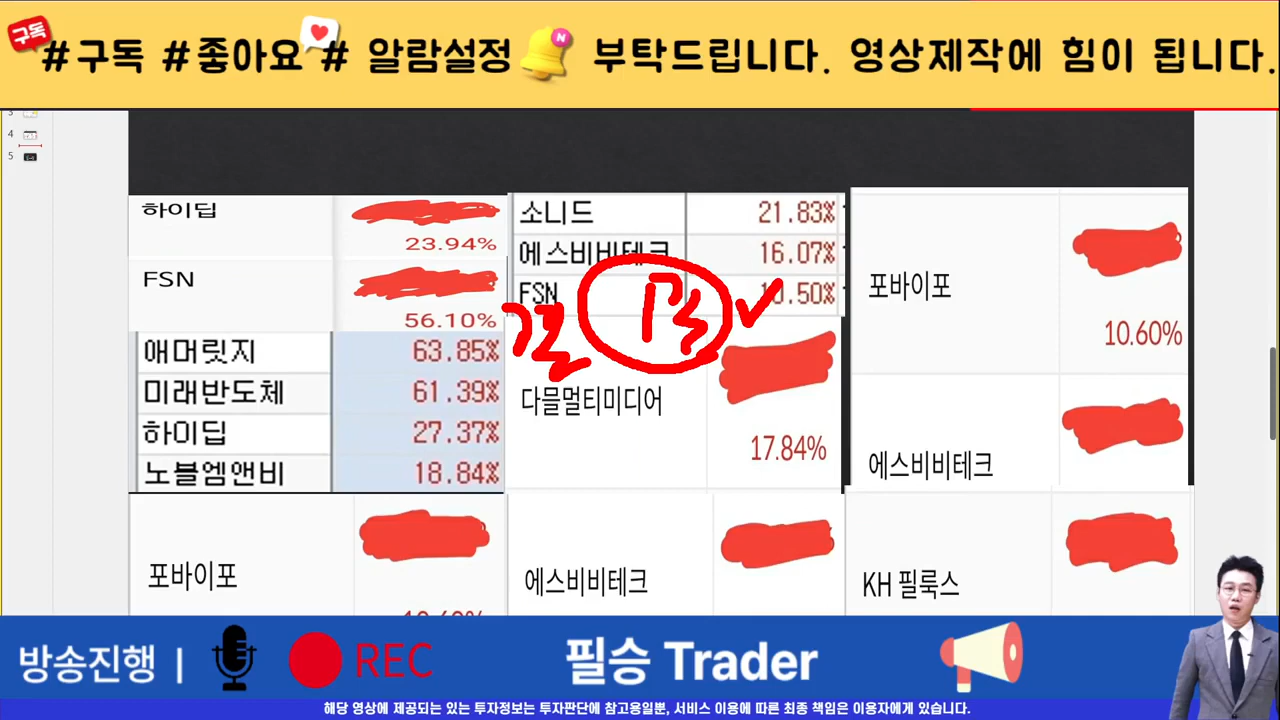 구독
#구독 #좋아요 # 알람설정 N 부탁드립니다. 영상제작에 힘이 됩니다.
3
4
5
하이딥
23.94%
FSN
56.10%
애머릿지 63.85%
미래반도체 61.39%
하이딥 27.37%
노블엠앤비 18.84%
소니드 21.83%
에스비비테크 16.07%
FSN 10.50%
다믈멀티미디어
17.84%
포바이포
10.60%
에스비비테크
포바이포
에스비비테크
KH 필룩스
방송진행 | REC 필승 Trader
해당 영상에 제공되는 있는 투자정보는 투자판단에 참고용일뿐, 서비스 이용에 따른 최종 책임은 이용자에게 있습니다.